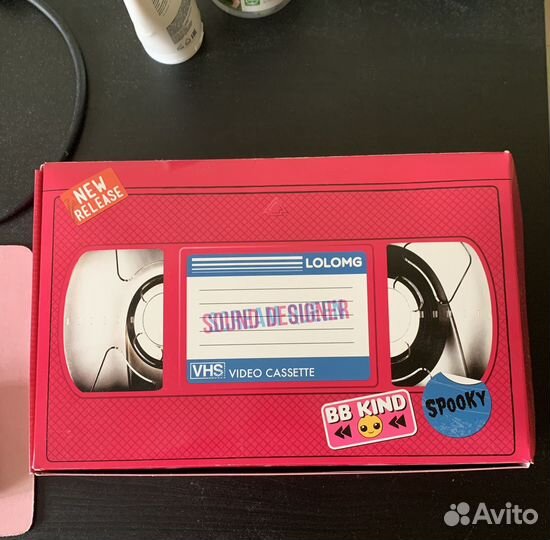 NEW
RELEASE
LOLOMG
SOUND DESIGNER
VHS VIDEO CASSETTE
BB KIND
SPOOKY
Avito